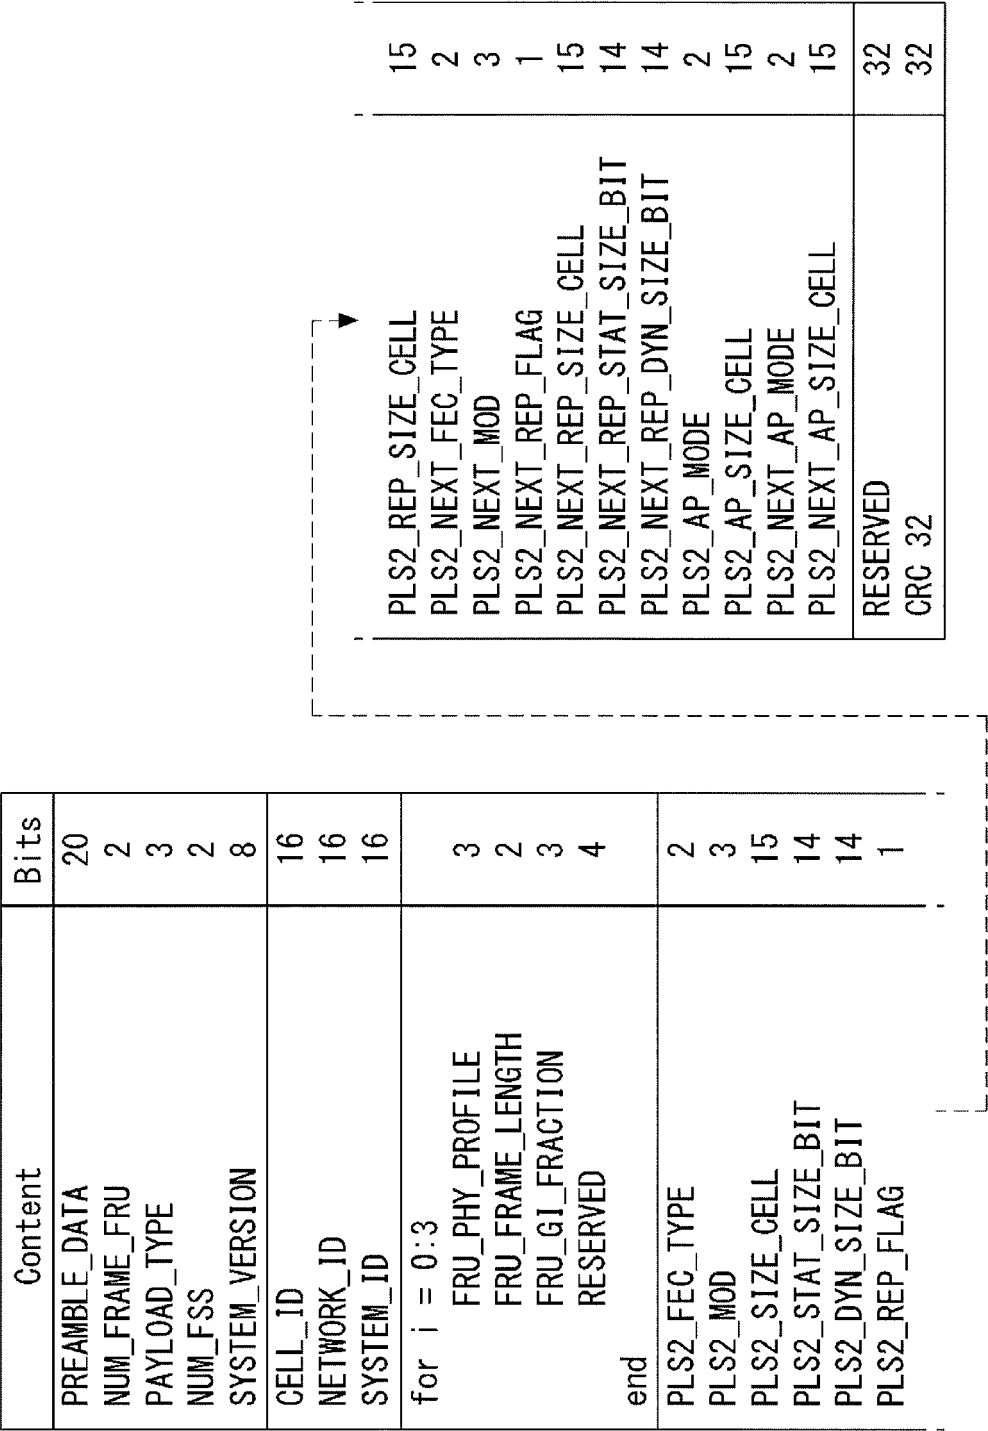 Content Bits
PREAMBLE_DATA 20
NUM_FRAME_FRU 2
PAYLOAD_TYPE 3
NUM_FSS 2
SYSTEM_VERSION 8
CELL_ID 16
NETWORK_ID 16
SYSTEM_ID 16
for i = 0:3
FRU_PHY_PROFILE 3
FRU_FRAME_LENGTH 2
FRU_GI_FRACTION 3
RESERVED 4
end
PLS2_FEC_TYPE 2
PLS2_MOD 3
PLS2_SIZE_CELL 15
PLS2_STAT_SIZE_BIT 14
PLS2_DYN_SIZE_BIT 14
PLS2_REP_FLAG 1
PLS2_REP_SIZE_CELL 15
PLS2_NEXT_FEC_TYPE 2
PLS2_NEXT_MOD 3
PLS2_NEXT_REP_FLAG 1
PLS2_NEXT_REP_SIZE_CELL 15
PLS2_NEXT_REP_STAT_SIZE_BIT 14
PLS2_NEXT_REP_DYN_SIZE_BIT 14
PLS2_AP_MODE 2
PLS2_AP_SIZE_CELL 15
PLS2_NEXT_AP_MODE 2
PLS2_NEXT_AP_SIZE_CELL 15
RESERVED 32
CRC 32 32